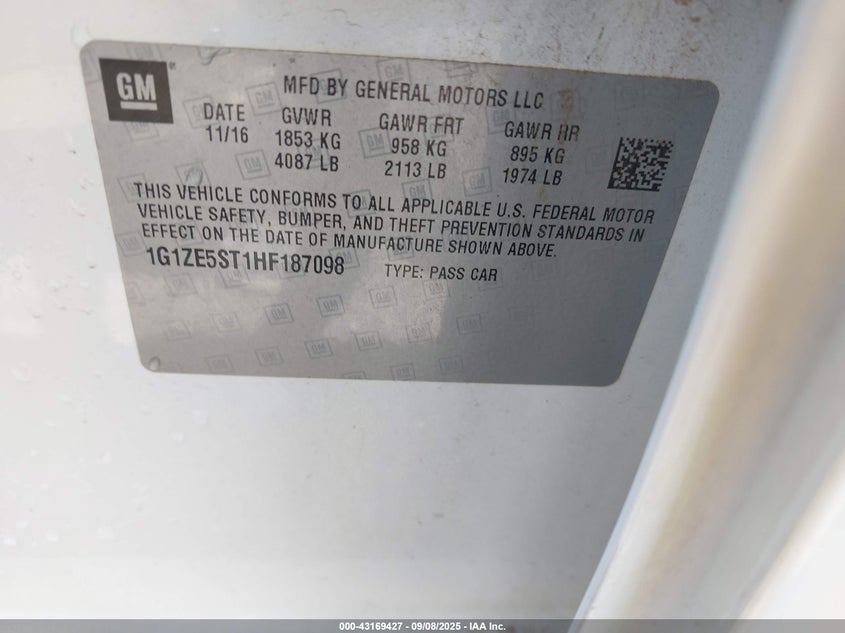 GM
MFD BY GENERAL MOTORS LLC
DATE GVWR GAWR FRT GAWR RR
11/16 1853 KG 958 KG 895 KG
4087 LB 2113 LB 1974 LB
THIS VEHICLE CONFORMS TO ALL APPLICABLE U.S. FEDERAL MOTOR
VEHICLE SAFETY, BUMPER, AND THEFT PREVENTION STANDARDS IN
EFFECT ON THE DATE OF MANUFACTURE SHOWN ABOVE.
1G1ZE5ST1HF187098 TYPE: PASS CAR
000-43169427 - 09/08/2025 - IAA Inc.